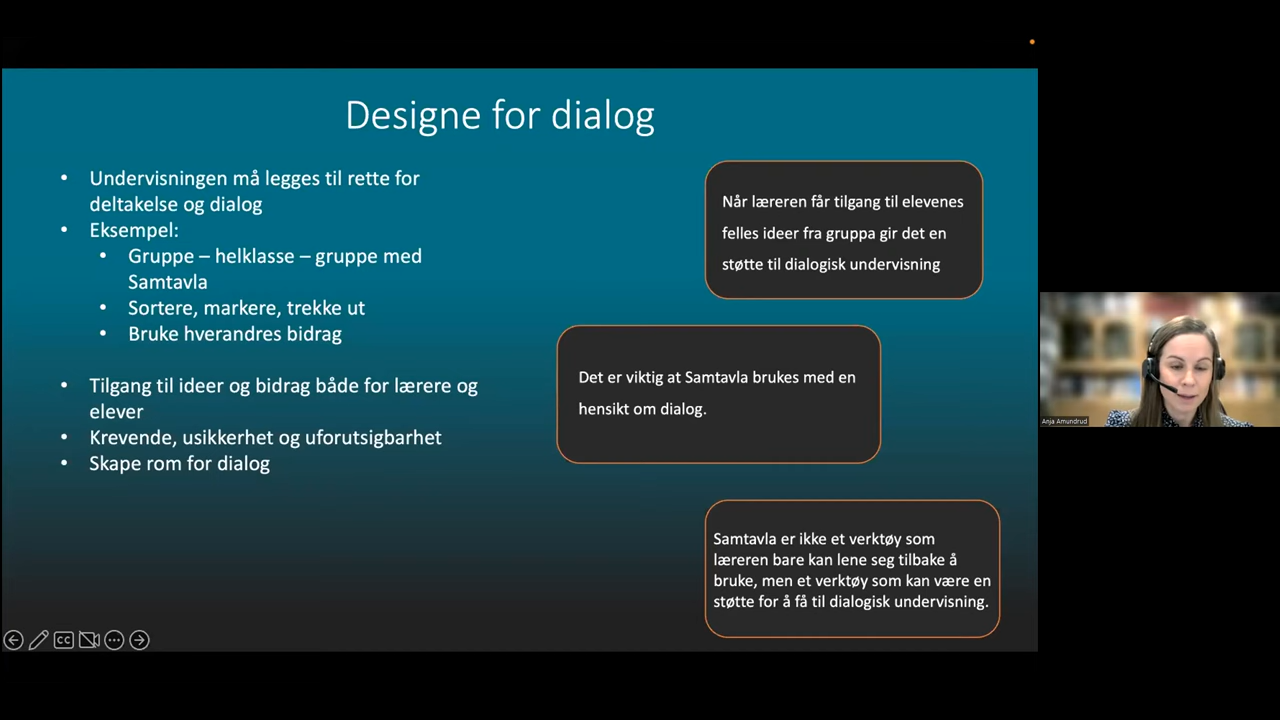 Designe for dialog
• Undervisningen må legges til rette for
deltakelse og dialog
• Eksempel:
• Gruppe – helklasse – gruppe med
Samtavla
• Sortere, markere, trekke ut
• Bruke hverandres bidrag
• Tilgang til ideer og bidrag både for lærere og
elever
• Krevende, usikkerhet og uforutsigbarhet
• Skape rom for dialog
Når læreren får tilgang til elevenes
felles ideer fra gruppa gir det en
støtte til dialogisk undervisning
Det er viktig at Samtavla brukes med en
hensikt om dialog.
Samtavla er ikke et verktøy som
læreren bare kan lene seg tilbake å
bruke, men et verktøy som kan være en
støtte for å få til dialogisk undervisning.
CC
Anja Amundrud